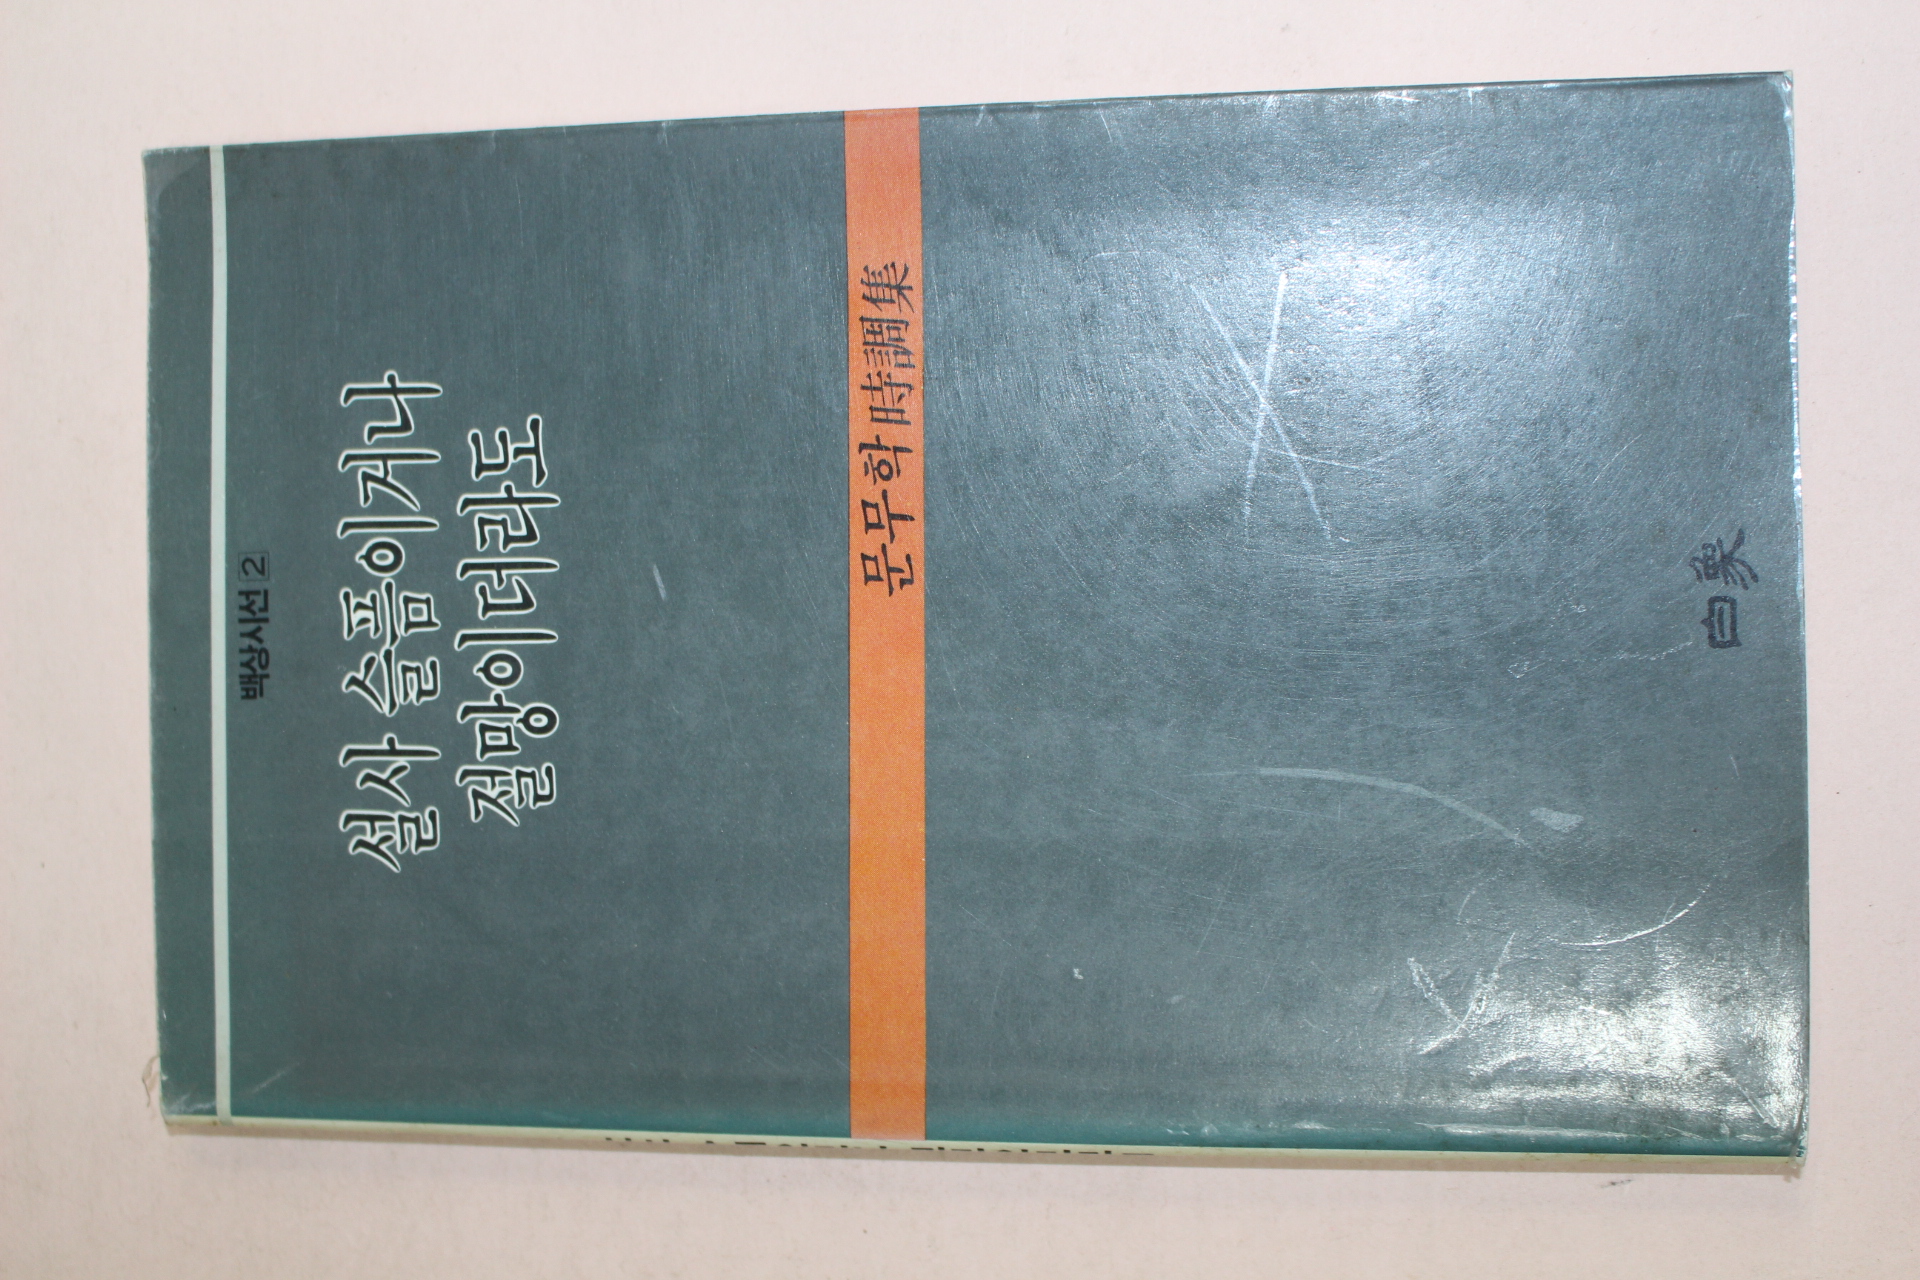 백상시선 2
설사 슬픔이거나
절망이더라도
문무학 時調集
白象